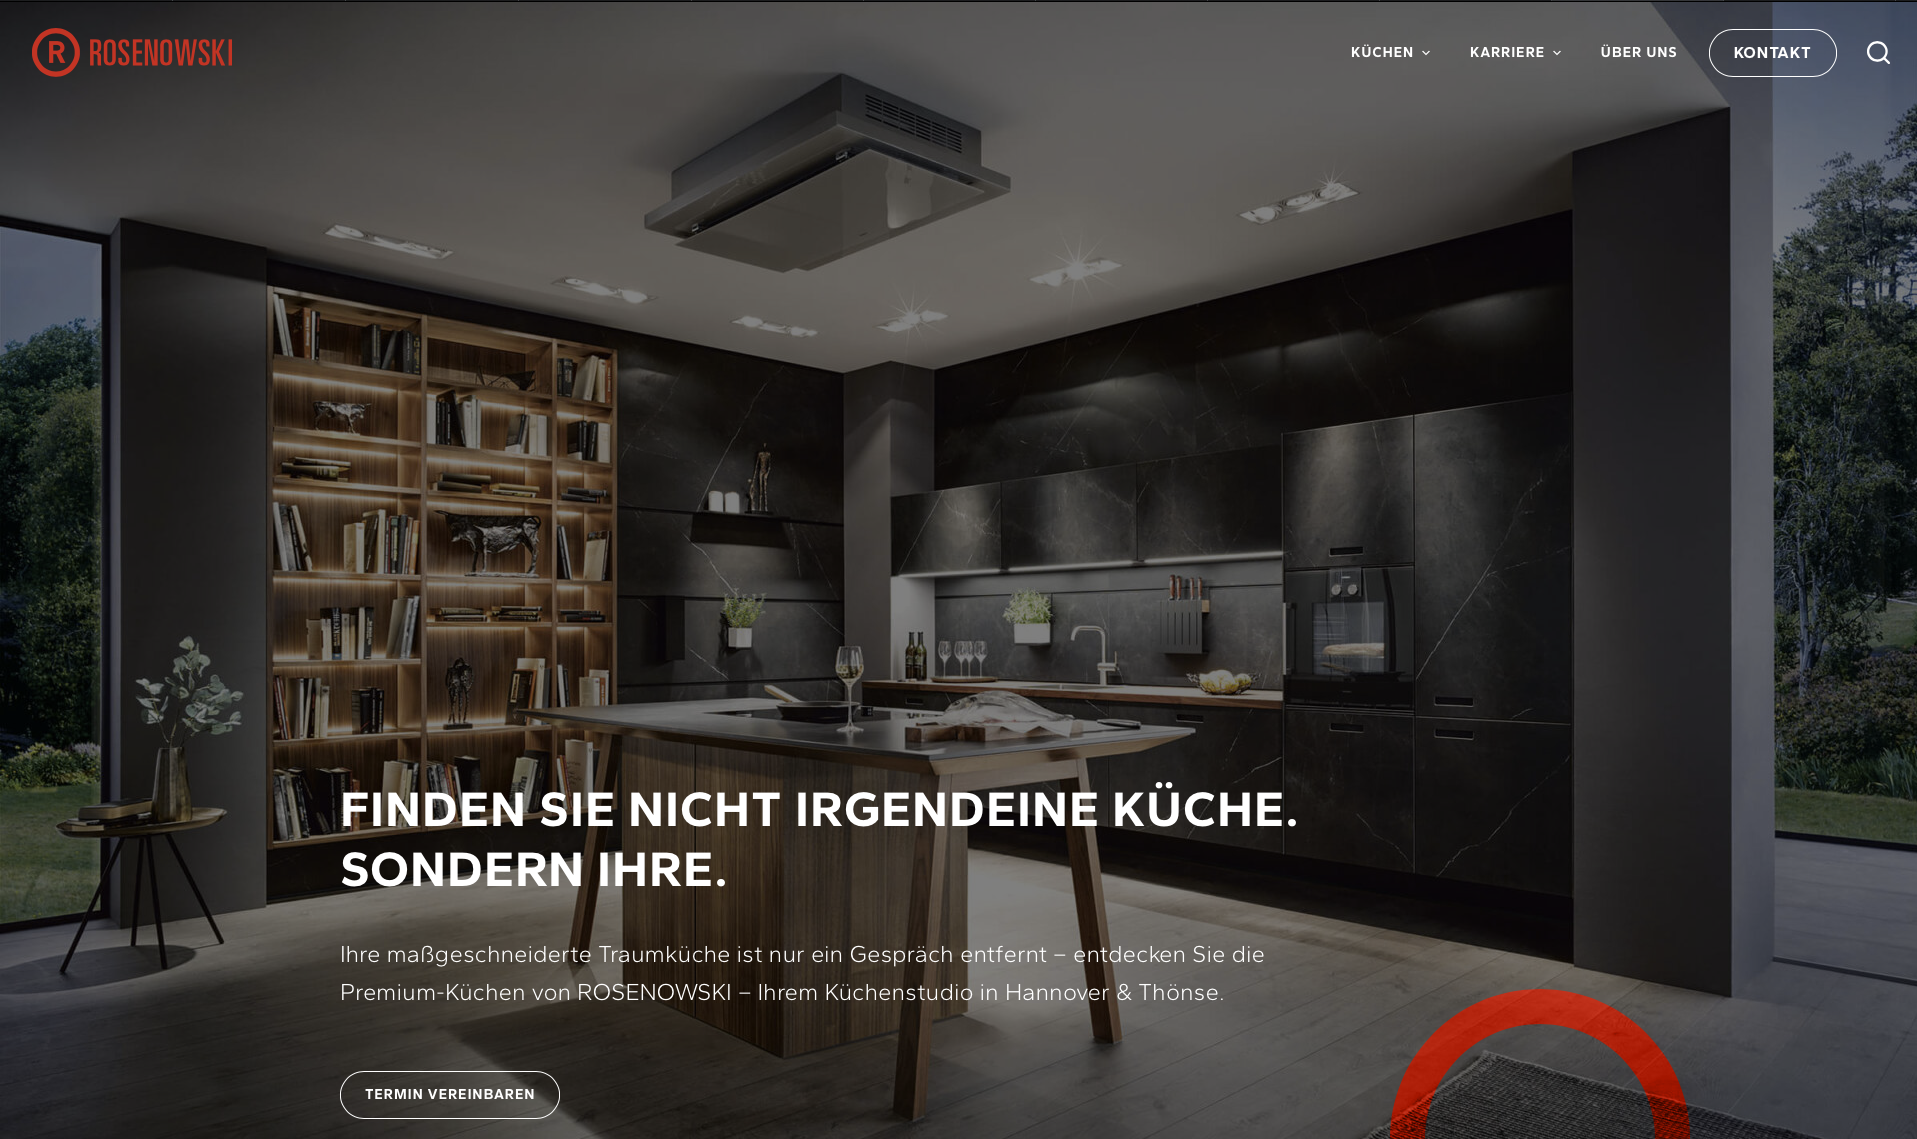 R ROSENOWSKI
KÜCHEN
KARRIERE
ÜBER UNS
KONTAKT
FINDEN SIE NICHT IRGENDEINE KÜCHE.
SONDERN IHRE.
Ihre maßgeschneiderte Traumküche ist nur ein Gespräch entfernt – entdecken Sie die
Premium-Küchen von ROSENOWSKI – Ihrem Küchenstudio in Hannover & Thönse.
TERMIN VEREINBAREN